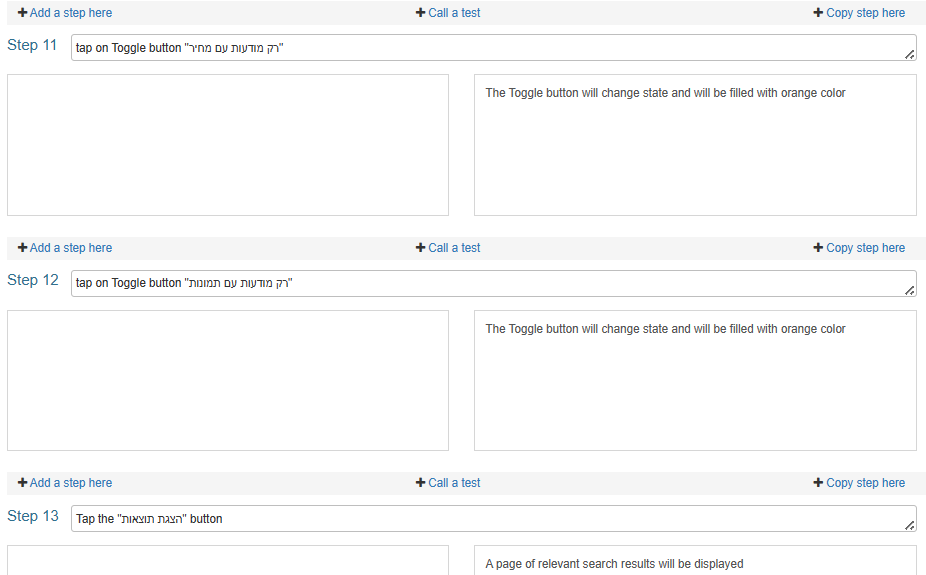 Add a step here Call a test Copy step here
Step 11 tap on Toggle button "רק מודעות עם מחיר"
The Toggle button will change state and will be filled with orange color
Add a step here Call a test Copy step here
Step 12 tap on Toggle button "רק מודעות עם תמונות"
The Toggle button will change state and will be filled with orange color
Add a step here Call a test Copy step here
Step 13 Tap the "הצגת תוצאות" button
A page of relevant search results will be displayed